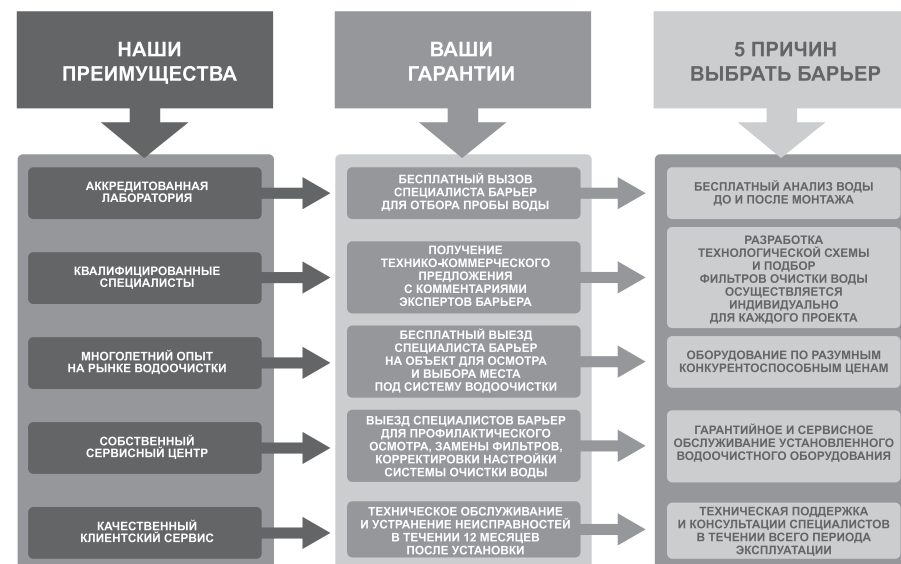 НАШИ
ПРЕИМУЩЕСТВА
ВАШИ
ГАРАНТИИ
5 ПРИЧИН
ВЫБРАТЬ БАРЬЕР
АККРЕДИТОВАННАЯ
ЛАБОРАТОРИЯ
БЕСПЛАТНЫЙ ВЫЗОВ
СПЕЦИАЛИСТА БАРЬЕР
ДЛЯ ОТБОРА ПРОБЫ ВОДЫ
БЕСПЛАТНЫЙ АНАЛИЗ ВОДЫ
ДО И ПОСЛЕ МОНТАЖА
КВАЛИФИЦИРОВАННЫЕ
СПЕЦИАЛИСТЫ
ПОЛУЧЕНИЕ
ТЕХНИКО-КОММЕРЧЕСКОГО
ПРЕДЛОЖЕНИЯ
С КОММЕНТАРИЯМИ
ЭКСПЕРТОВ БАРЬЕРА
РАЗРАБОТКА
ТЕХНОЛОГИЧЕСКОЙ СХЕМЫ
И ПОДБОР
ФИЛЬТРОВ ОЧИСТКИ ВОДЫ
ОСУЩЕСТВЛЯЕТСЯ
ИНДИВИДУАЛЬНО
ДЛЯ КАЖДОГО ПРОЕКТА
МНОГОЛЕТНИЙ ОПЫТ
НА РЫНКЕ ВОДООЧИСТКИ
БЕСПЛАТНЫЙ ВЫЕЗД
СПЕЦИАЛИСТА БАРЬЕР
НА ОБЪЕКТ ДЛЯ ОСМОТРА
И ВЫБОРА МЕСТА
ПОД СИСТЕМУ ВОДООЧИСТКИ
ОБОРУДОВАНИЕ ПО РАЗУМНЫМ
КОНКУРЕНТОСПОСОБНЫМ ЦЕНАМ
СОБСТВЕННЫЙ
СЕРВИСНЫЙ ЦЕНТР
ВЫЕЗД СПЕЦИАЛИСТОВ БАРЬЕР
ДЛЯ ПРОФИЛАКТИЧЕСКОГО
ОСМОТРА, ЗАМЕНЫ ФИЛЬТРОВ,
КОРРЕКТИРОВКИ НАСТРОЙКИ
СИСТЕМЫ ОЧИСТКИ ВОДЫ
ГАРАНТИЙНОЕ И СЕРВИСНОЕ
ОБСЛУЖИВАНИЕ УСТАНОВЛЕННОГО
ВОДООЧИСТНОГО ОБОРУДОВАНИЯ
КАЧЕСТВЕННЫЙ
КЛИЕНТСКИЙ СЕРВИС
ТЕХНИЧЕСКОЕ ОБСЛУЖИВАНИЕ
И УСТРАНЕНИЕ НЕИСПРАВНОСТЕЙ
В ТЕЧЕНИИ 12 МЕСЯЦЕВ
ПОСЛЕ УСТАНОВКИ
ТЕХНИЧЕСКАЯ ПОДДЕРЖКА
И КОНСУЛЬТАЦИИ СПЕЦИАЛИСТОВ
В ТЕЧЕНИИ ВСЕГО ПЕРИОДА
ЭКСПЛУАТАЦИИ